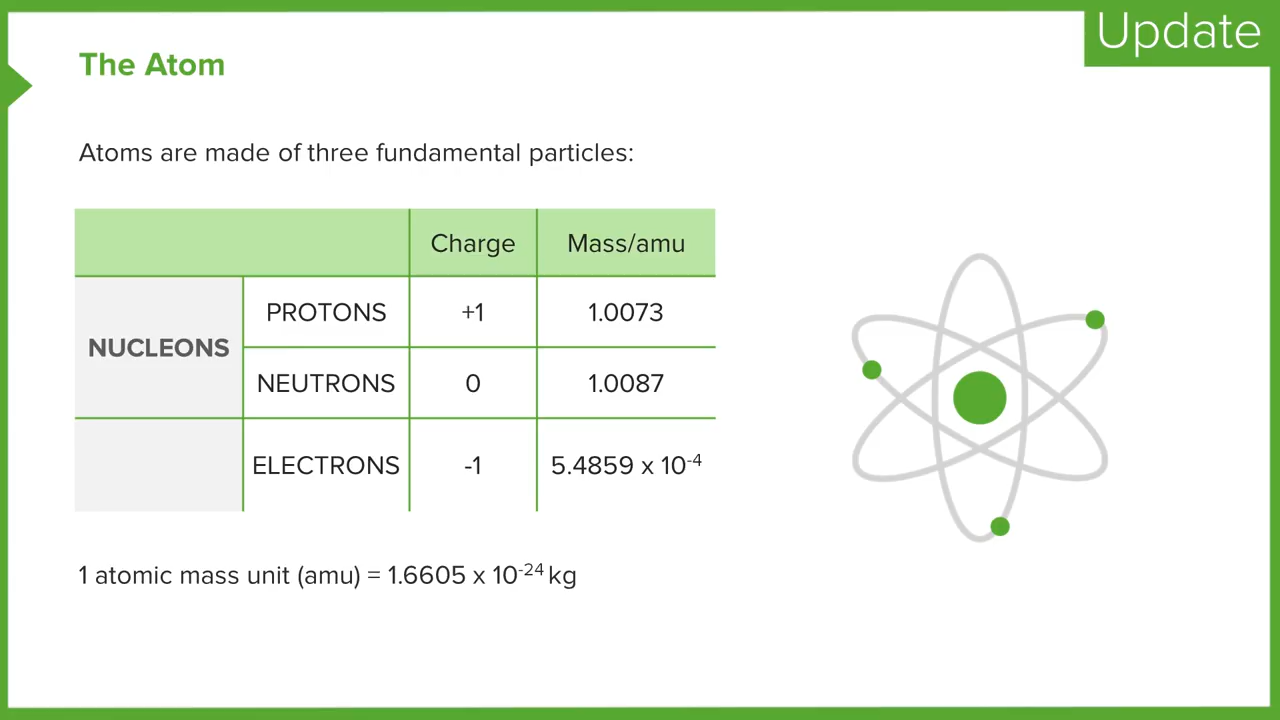 Update
The Atom
Atoms are made of three fundamental particles:
Charge Mass/amu
NUCLEONS
PROTONS +1 1.0073
NEUTRONS 0 1.0087
ELECTRONS -1 5.4859 x 10⁻⁴
1 atomic mass unit (amu) = 1.6605 x 10⁻²⁴ kg